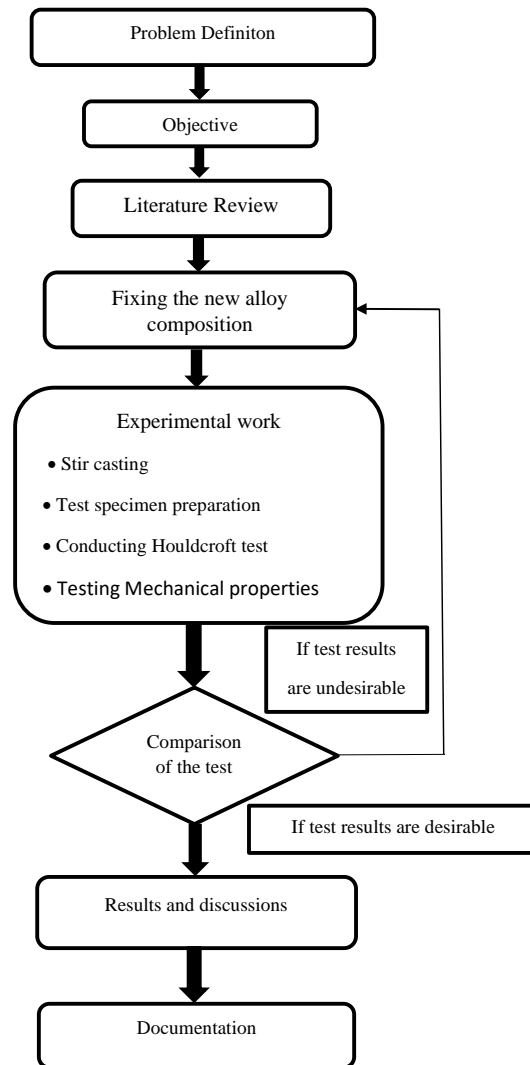 Problem Definiton
Objective
Literature Review
Fixing the new alloy
composition
Experimental work
• Stir casting
• Test specimen preparation
• Conducting Houldcroft test
• Testing Mechanical properties
If test results
are undesirable
Comparison
of the test
If test results are desirable
Results and discussions
Documentation